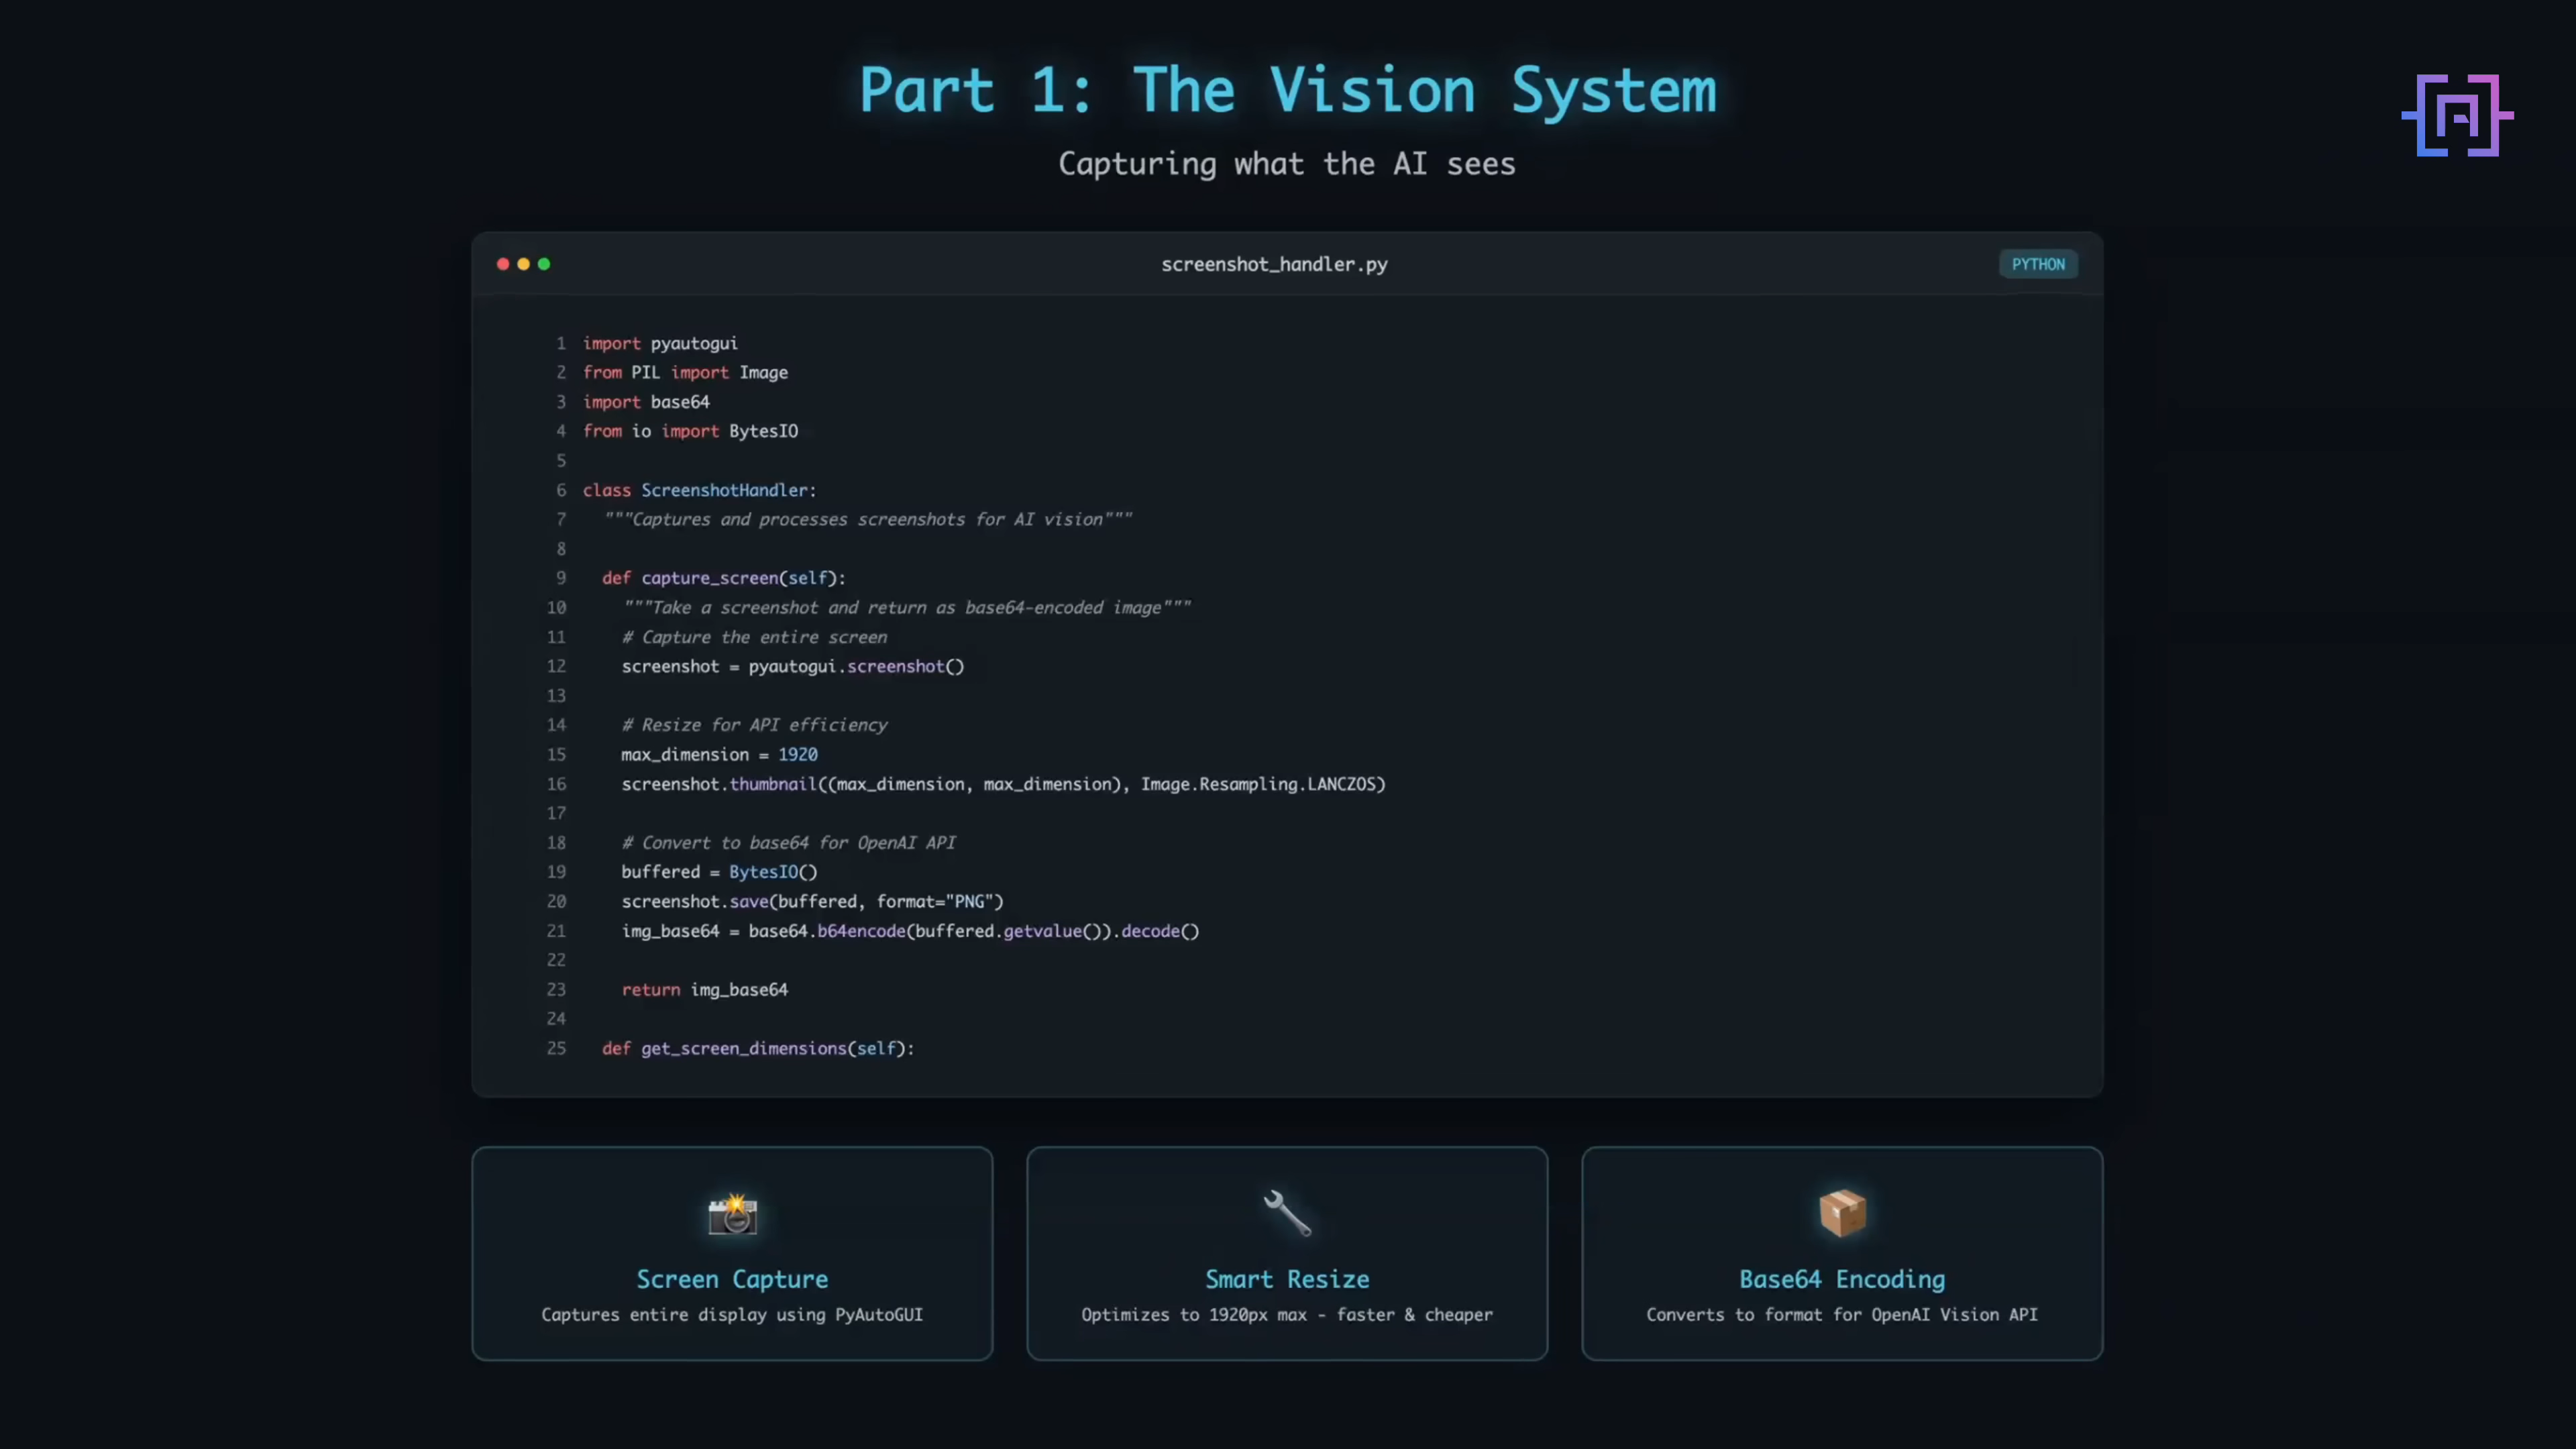 Part 1: The Vision System
Capturing what the AI sees
screenshot_handler.py
PYTHON
1 import pyautogui
2 from PIL import Image
3 import base64
4 from io import BytesIO
5
6 class ScreenshotHandler:
7   """Captures and processes screenshots for AI vision"""
8
9   def capture_screen(self):
10     """Take a screenshot and return as base64-encoded image"""
11     # Capture the entire screen
12     screenshot = pyautogui.screenshot()
13
14     # Resize for API efficiency
15     max_dimension = 1920
16     screenshot.thumbnail((max_dimension, max_dimension), Image.Resampling.LANCZOS)
17
18     # Convert to base64 for OpenAI API
19     buffered = BytesIO()
20     screenshot.save(buffered, format="PNG")
21     img_base64 = base64.b64encode(buffered.getvalue()).decode()
22
23     return img_base64
24
25   def get_screen_dimensions(self):
Screen Capture
Captures entire display using PyAutoGUI
Smart Resize
Optimizes to 1920px max - faster & cheaper
Base64 Encoding
Converts to format for OpenAI Vision API